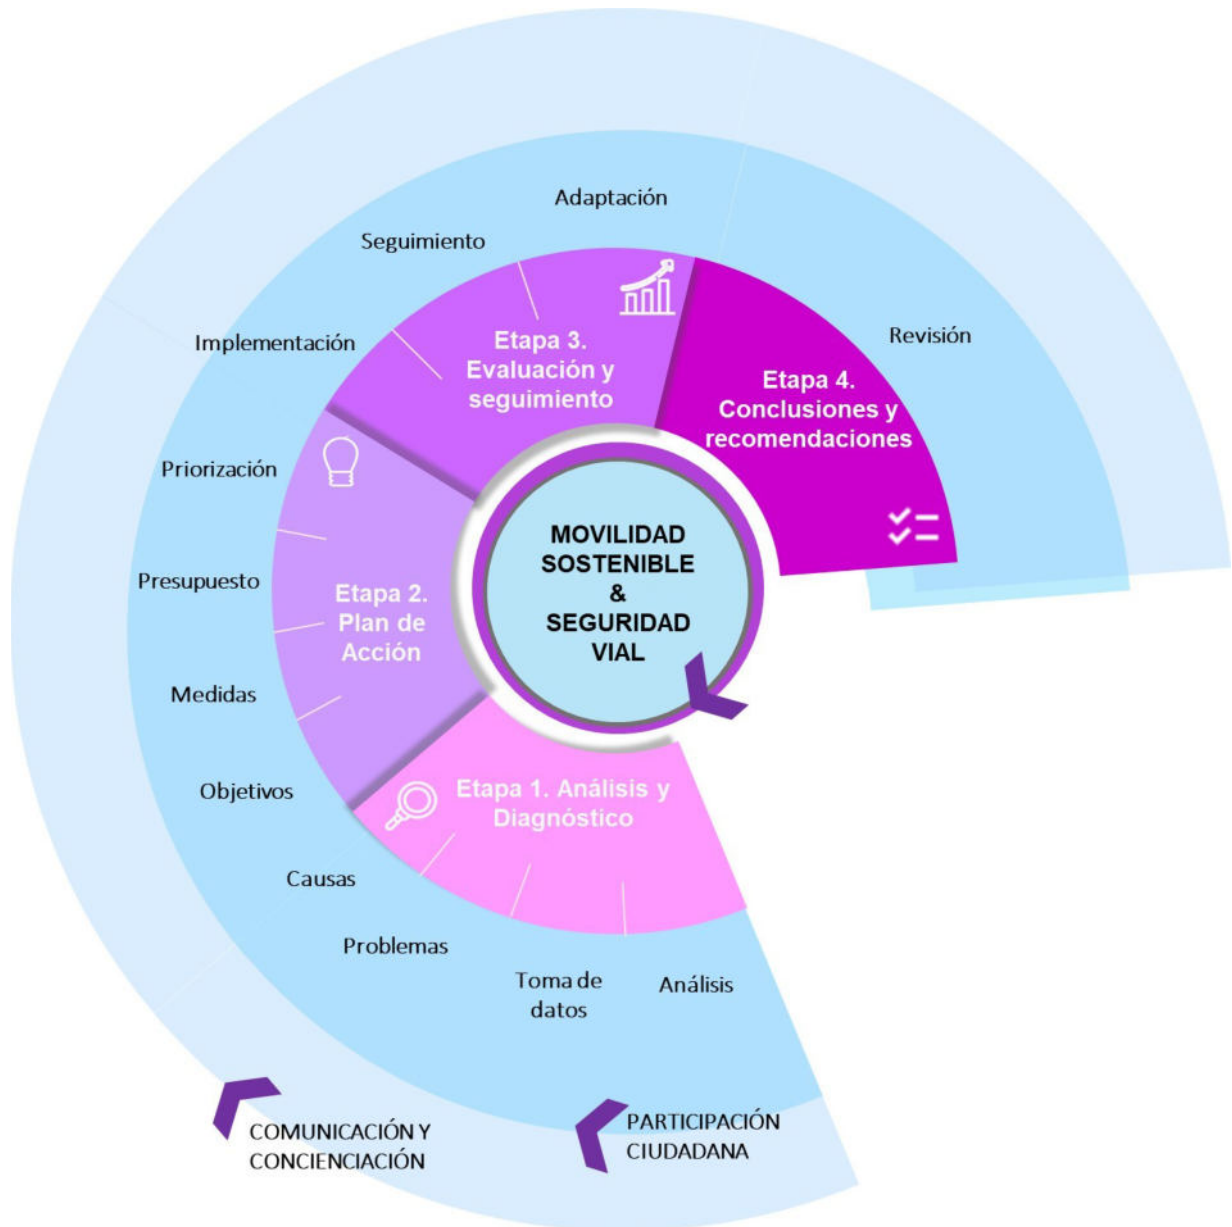 Adaptación
Seguimiento
Implementación
Revisión
Etapa 3.
Evaluación y
seguimiento
Etapa 4.
Conclusiones y
recomendaciones
Priorización
Presupuesto
Medidas
Objetivos
Etapa 2.
Plan de
Acción
MOVILIDAD
SOSTENIBLE
&
SEGURIDAD
VIAL
Etapa 1. Análisis y
Diagnóstico
Causas
Problemas
Toma de
datos
Análisis
COMUNICACIÓN Y
CONCIENCIACIÓN
PARTICIPACIÓN
CIUDADANA